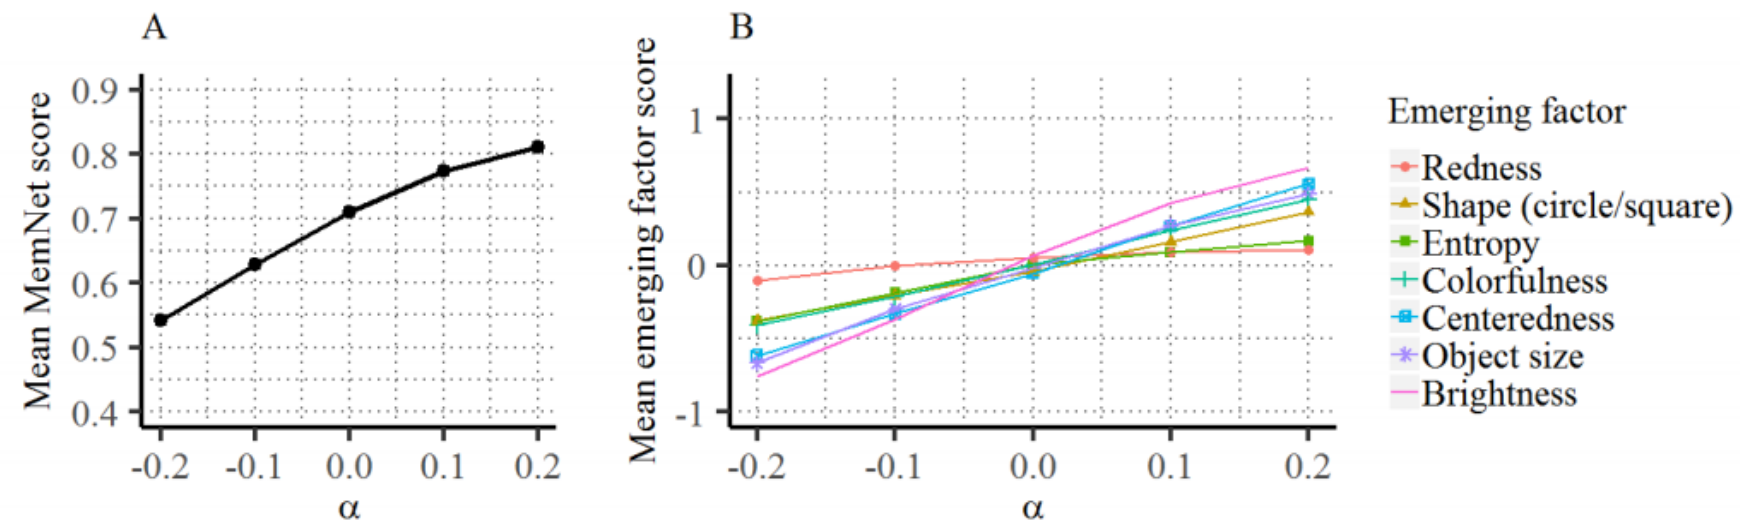 A
Mean MemNet score
0.9
0.8
0.7
0.6
0.5
0.4
-0.2 -0.1 0.0 0.1 0.2
α
B
Mean emerging factor score
1
0
-1
-0.2 -0.1 0.0 0.1 0.2
α
Emerging factor
Redness
Shape (circle/square)
Entropy
Colorfulness
Centeredness
Object size
Brightness